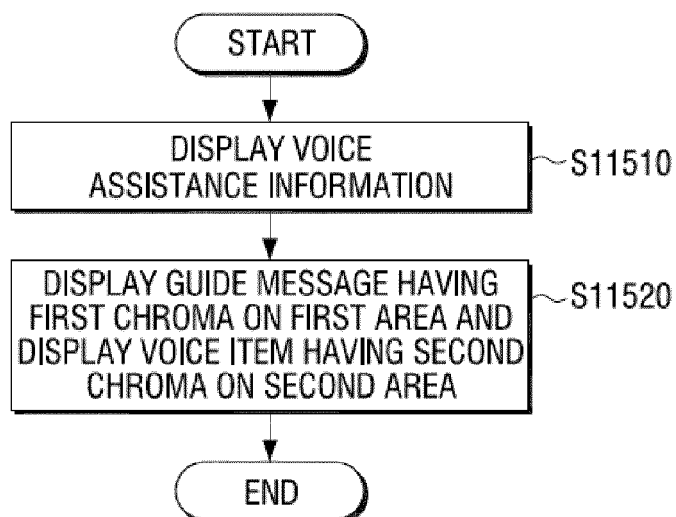 START
DISPLAY VOICE
ASSISTANCE INFORMATION
S11510
DISPLAY GUIDE MESSAGE HAVING
FIRST CHROMA ON FIRST AREA AND
DISPLAY VOICE ITEM HAVING SECOND
CHROMA ON SECOND AREA
S11520
END